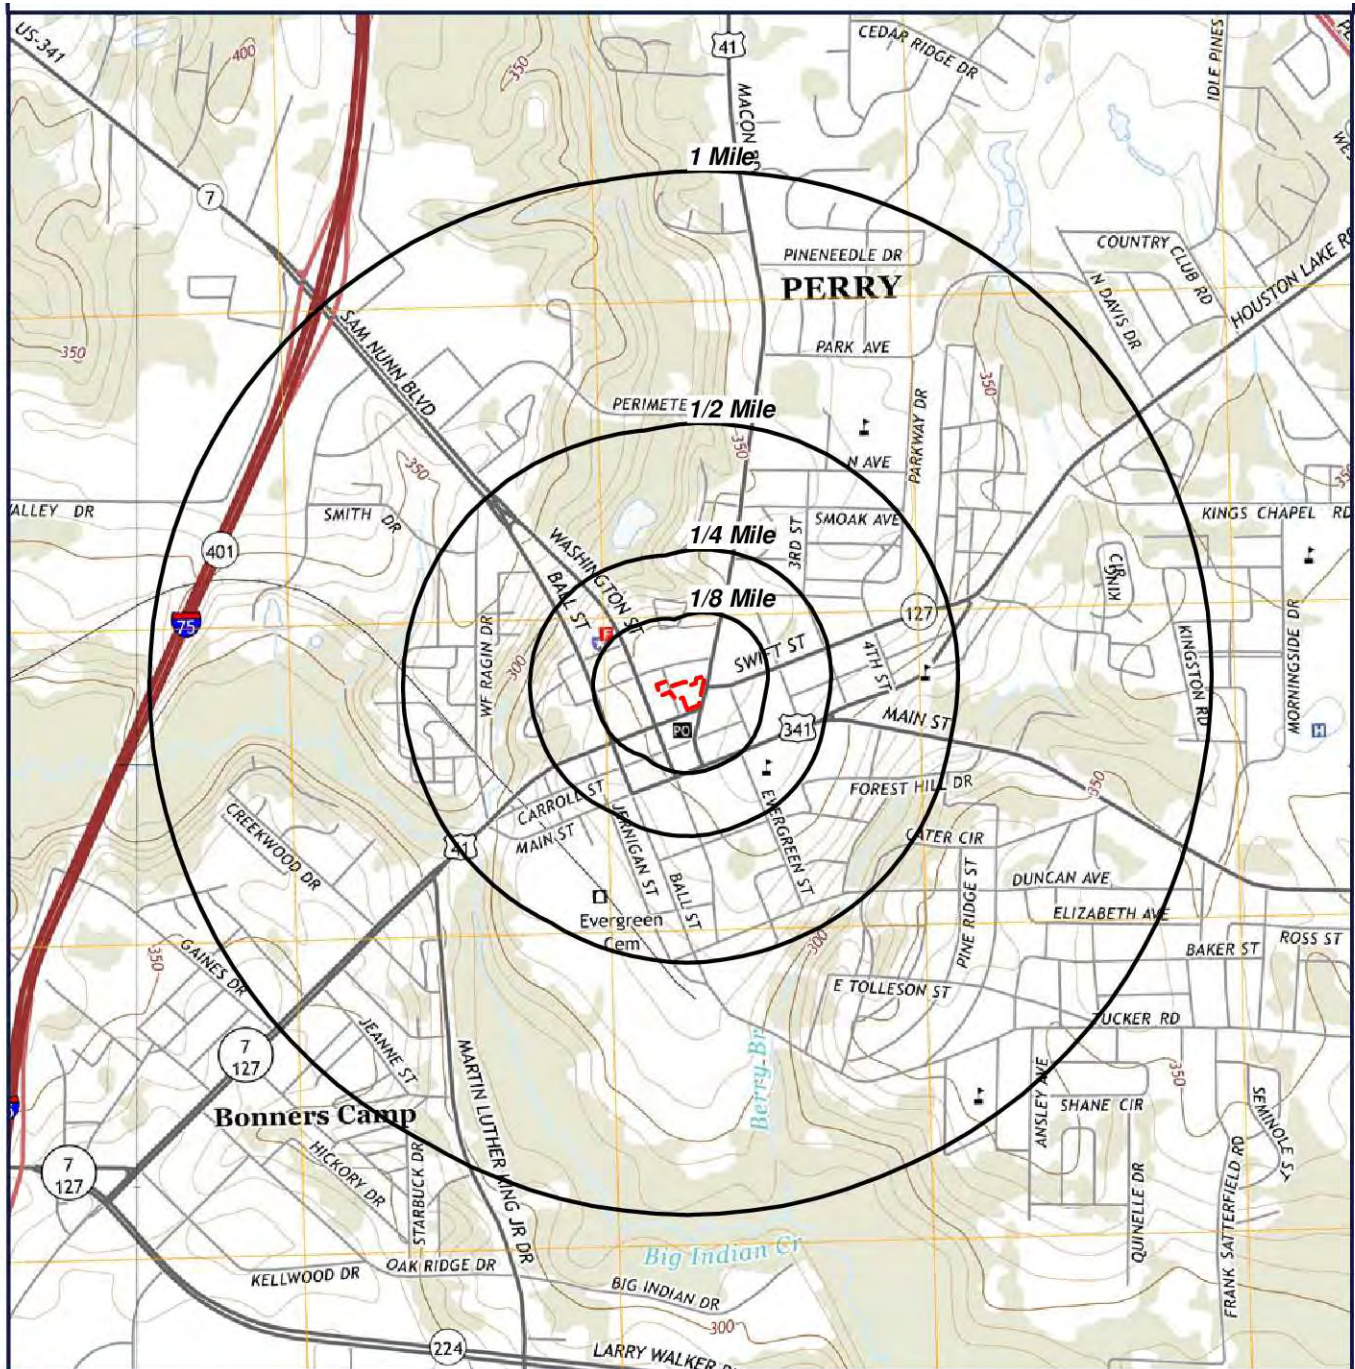 US-341
400
350
41
CEDAR RIDGE DR
IDLE PINES
MACON RD
1 Mile
7
PINENEEDLE DR
COUNTRY CLUB RD
PERRY
N DAVIS DR
HOUSTON LAKE RD
SAM NUNN BLVD
350
PARK AVE
350
PERIMETE
1/2 Mile
PARKWAY DR
350
350
N AVE
ALLEY DR
SMITH DR
SMOAK AVE
KINGS CHAPEL RD
1/4 Mile
3RD ST
401
WASHINGTON ST
BALL ST
KING CIR
75
1/8 Mile
127
F
SWIFT ST
4TH ST
WF RAGIN DR
300
KINGSTON RD
MORNINGSIDE DR
PO
341
MAIN ST
H
CARROLL ST
FOREST HILL DR
350
CREEKWOOD DR
MAIN ST
41
JERNIGAN ST
EVERGREEN ST
CATER CIR
BALL ST
PINE RIDGE ST
DUNCAN AVE
ELIZABETH AVE
Evergreen
Cem
300
350
GAINES DR
BAKER ST
ROSS ST
E TOLLESON ST
TUCKER RD
7
127
JEANNE ST
MARTIN LUTHER KING JR DR
Berry Br
ANSLEY AVE
350
SHANE CIR
SEMINOLE ST
Bonners Camp
7
127
HICKORY DR
STARBUCK DR
QUINELLE DR
FRANK SATTERFIELD RD
Big Indian Cr
KELLWOOD DR
OAK RIDGE DR
BIG INDIAN DR
300
224
LARRY WALKER